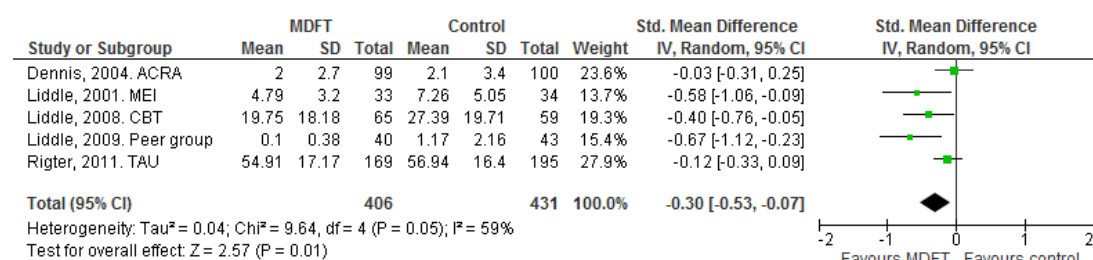 MDFT Control Std. Mean Difference Std. Mean Difference
Study or Subgroup Mean SD Total Mean SD Total Weight IV, Random, 95% CI IV, Random, 95% CI
Dennis, 2004. ACRA 2 2.7 99 2.1 3.4 100 23.6% -0.03 [-0.31, 0.25]
Liddle, 2001. MEI 4.79 3.2 33 7.26 5.05 34 13.7% -0.58 [-1.06, -0.09]
Liddle, 2008. CBT 19.75 18.18 65 27.39 19.71 59 19.3% -0.40 [-0.76, -0.05]
Liddle, 2009. Peer group 0.1 0.38 40 1.17 2.16 43 15.4% -0.67 [-1.12, -0.23]
Rigter, 2011. TAU 54.91 17.17 169 56.94 16.4 195 27.9% -0.12 [-0.33, 0.09]
Total (95% CI) 406 431 100.0% -0.30 [-0.53, -0.07]
Heterogeneity: Tau² = 0.04; Chi² = 9.64, df = 4 (P = 0.05); I² = 59%
Test for overall effect: Z = 2.57 (P = 0.01)
-2 -1 0 1 2
Favours MDFT Favours control